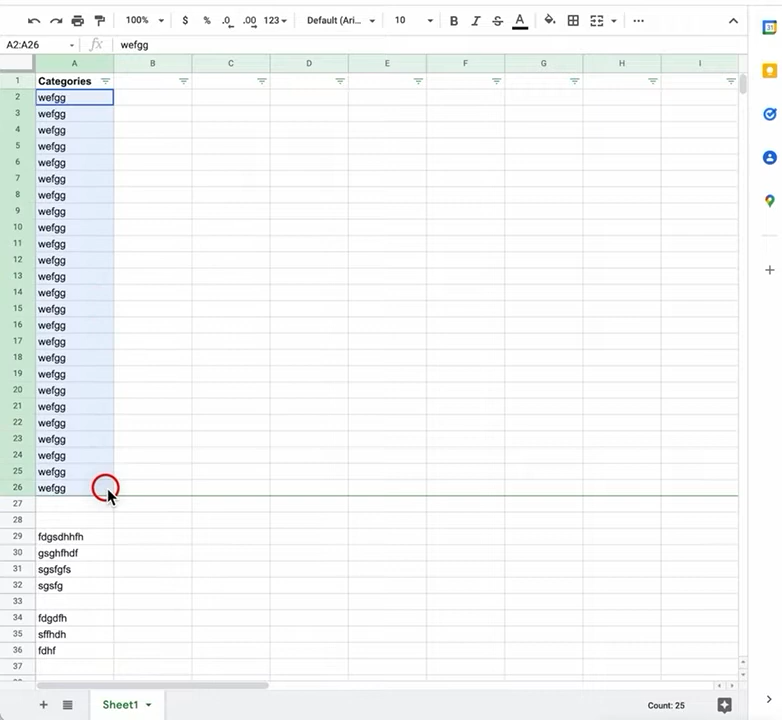 100% $ % .0 .00 123 Default (Ari... 10 B I S A
A2:A26 fx wefgg
A B C D E F G H I
1 Categories
2 wefgg
3 wefgg
4 wefgg
5 wefgg
6 wefgg
7 wefgg
8 wefgg
9 wefgg
10 wefgg
11 wefgg
12 wefgg
13 wefgg
14 wefgg
15 wefgg
16 wefgg
17 wefgg
18 wefgg
19 wefgg
20 wefgg
21 wefgg
22 wefgg
23 wefgg
24 wefgg
25 wefgg
26 wefgg
27
28
29 fdgsdhhfh
30 gsghfhdf
31 sgsfgfs
32 sgsfg
33
34 fdgdfh
35 sffhdh
36 fdhf
37
Sheet1 Count: 25